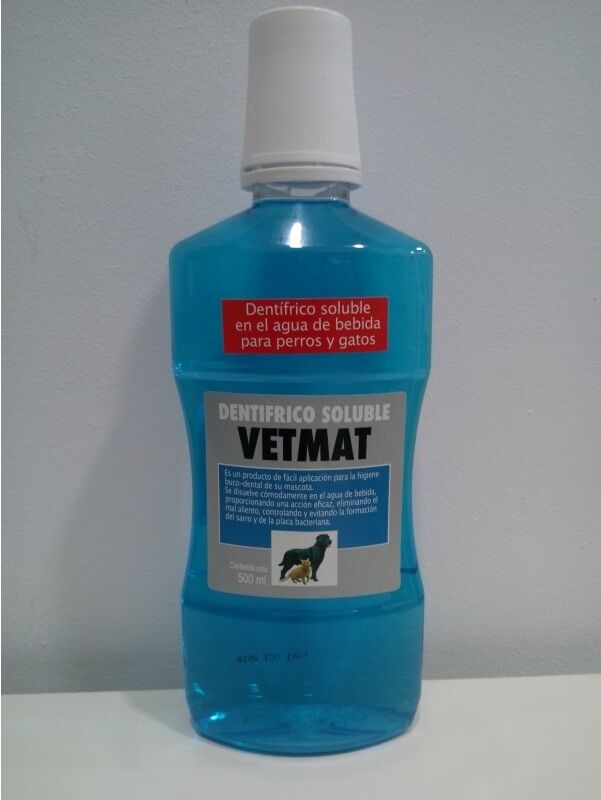 Dentífrico soluble
en el agua de bebida
para perros y gatos
DENTIFRICO SOLUBLE
VETMAT
Es un producto de fácil aplicación para la higiene
buco-dental de su mascota.
Se disuelve cómodamente en el agua de bebida,
proporcionando una acción eficaz, eliminando el
mal aliento, controlando y evitando la formación
del sarro y de la placa bacteriana.
Contenido neto:
500 ml.